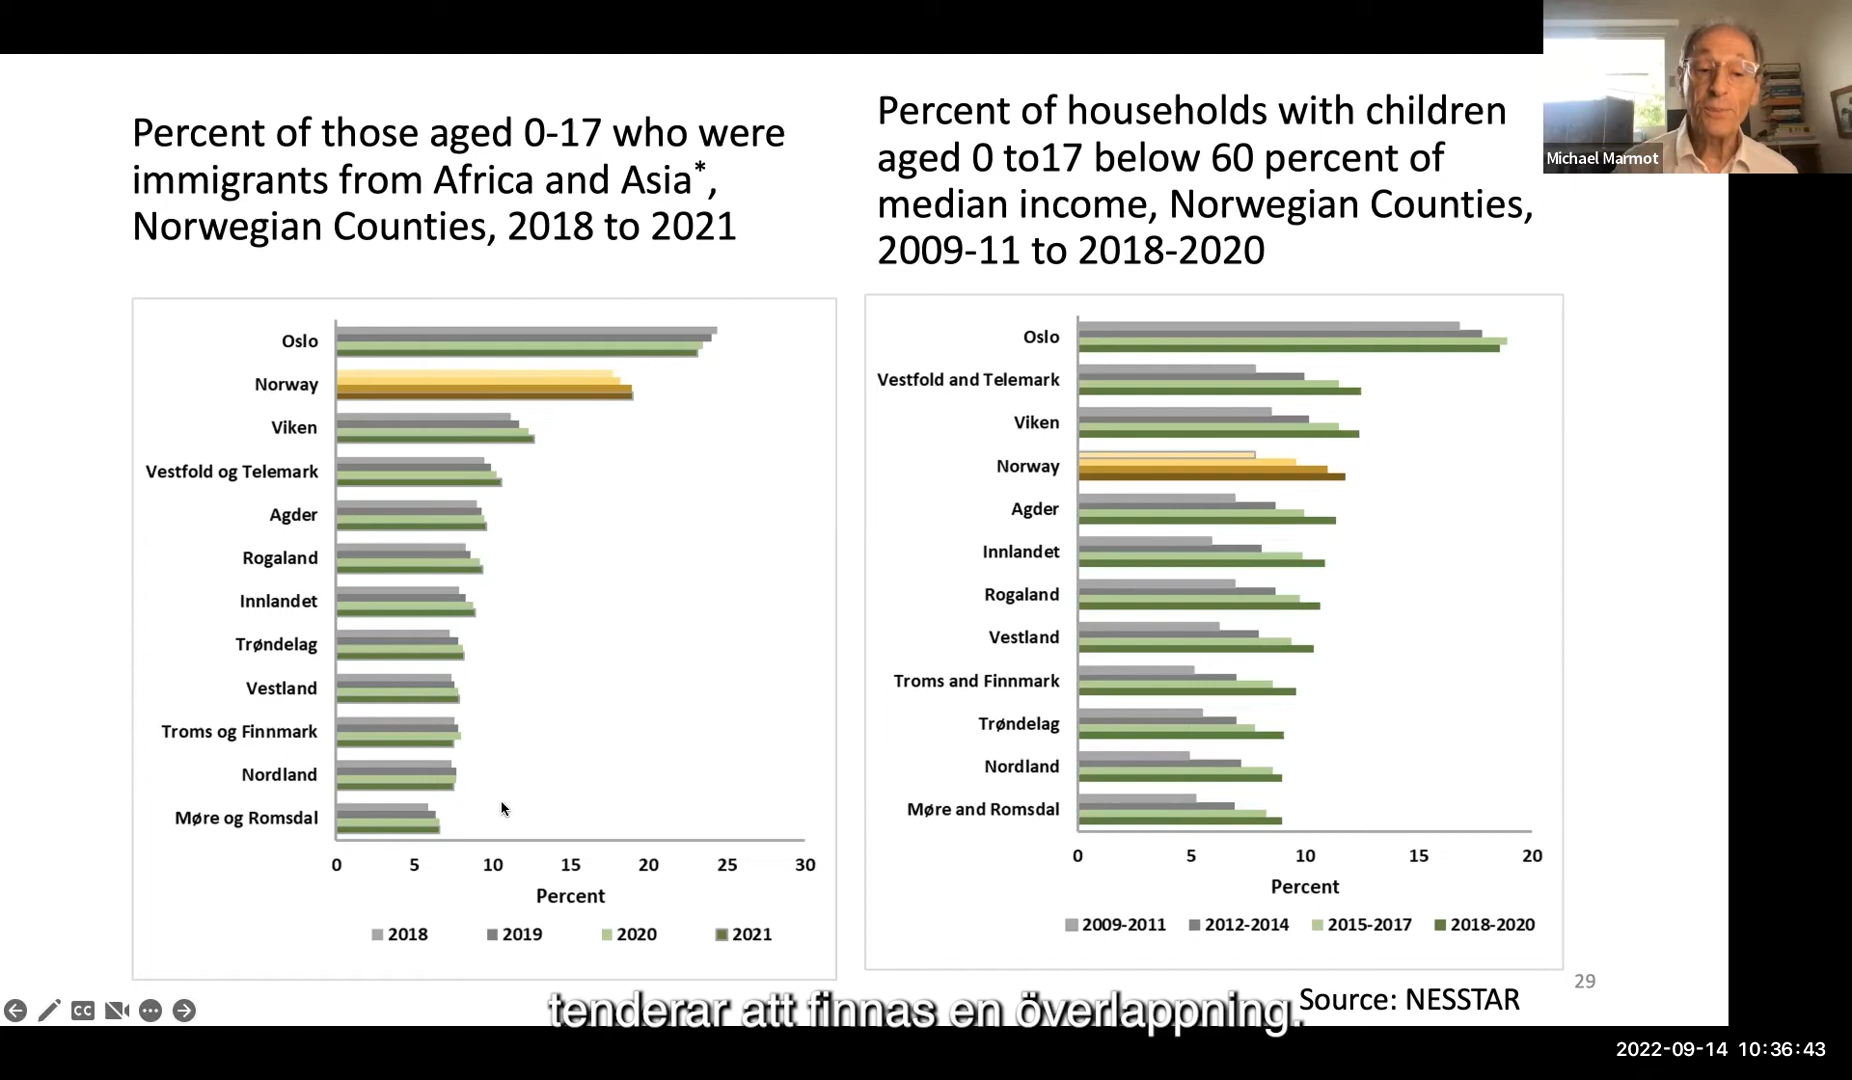 Percent of those aged 0-17 who were
immigrants from Africa and Asia*,
Norwegian Counties, 2018 to 2021
Oslo
Norway
Viken
Vestfold og Telemark
Agder
Rogaland
Innlandet
Trøndelag
Vestland
Troms og Finnmark
Nordland
Møre og Romsdal
0 5 10 15 20 25 30
Percent
2018 2019 2020 2021
Percent of households with children
aged 0 to17 below 60 percent of
median income, Norwegian Counties,
2009-11 to 2018-2020
Oslo
Vestfold and Telemark
Viken
Norway
Agder
Innlandet
Rogaland
Vestland
Troms and Finnmark
Trøndelag
Nordland
Møre and Romsdal
0 5 10 15 20
Percent
2009-2011 2012-2014 2015-2017 2018-2020
Michael Marmot
29
CC
Source: NESSTAR
tenderar att finnas en överlappning.
2022-09-14 10:36:43